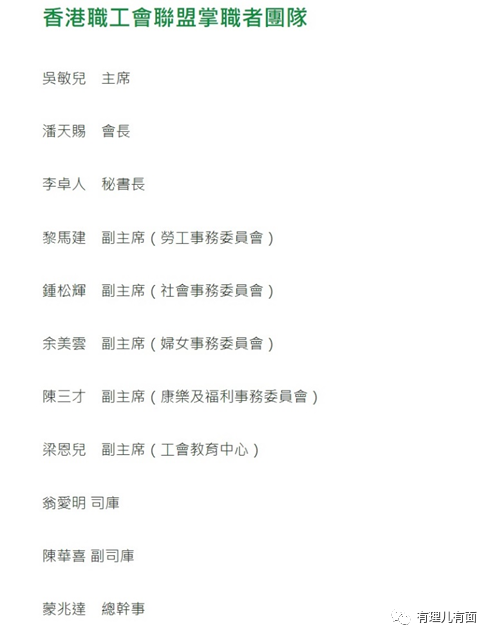 香港職工會聯盟掌職者團隊
吳敏兒　主席
潘天賜　會長
李卓人　秘書長
黎馬建　副主席 ( 勞工事務委員會 )
鍾松輝　副主席 ( 社會事務委員會 )
余美雲　副主席 ( 婦女事務委員會 )
陳三才　副主席 ( 康樂及福利事務委員會 )
梁恩兒　副主席 ( 工會教育中心 )
翁愛明 司庫
陳華喜 副司庫
蒙兆達　總幹事
有理儿有面